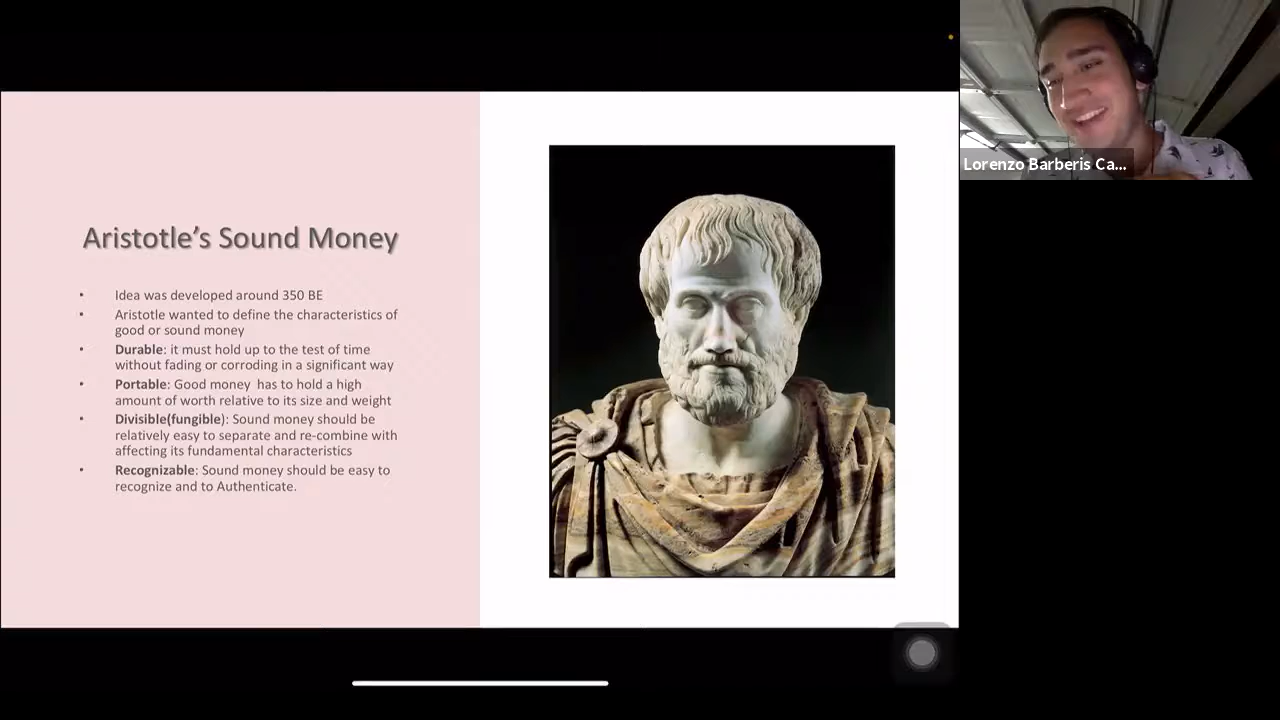 Aristotle's Sound Money
• Idea was developed around 350 BE
• Aristotle wanted to define the characteristics of
good or sound money
• Durable: it must hold up to the test of time
without fading or corroding in a significant way
• Portable: Good money  has to hold a high
amount of worth relative to its size and weight
• Divisible(fungible): Sound money should be
relatively easy to separate and re-combine with
affecting its fundamental characteristics
• Recognizable: Sound money should be easy to
recognize and to Authenticate.
Lorenzo Barberis Ca...